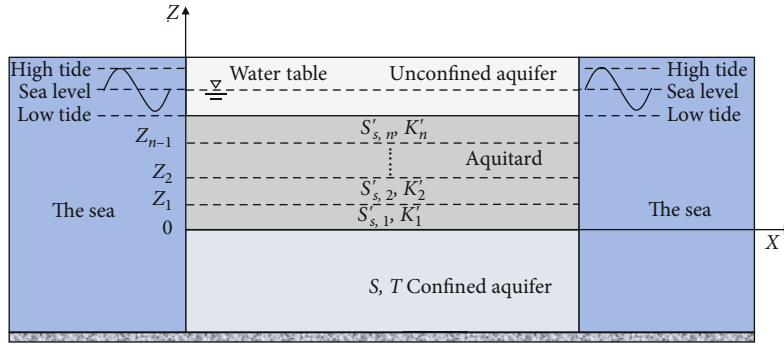 Z
High tide
Sea level
Low tide
Water table
Unconfined aquifer
High tide
Sea level
Low tide
Z_{n-1}
S'_{s, n}, K'_n
Aquitard
Z_2
S'_{s, 2}, K'_2
Z_1
S'_{s, 1}, K'_1
The sea
The sea
0
X
S, T Confined aquifer